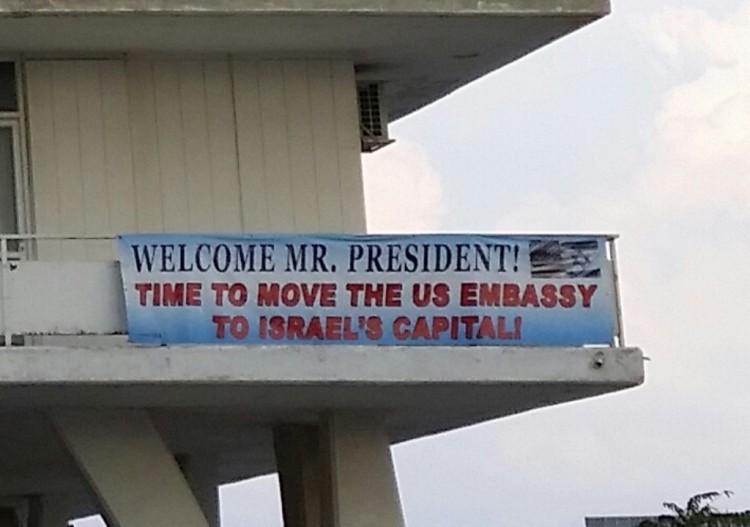 WELCOME MR. PRESIDENT!
TIME TO MOVE THE US EMBASSY
TO ISRAEL'S CAPITAL!